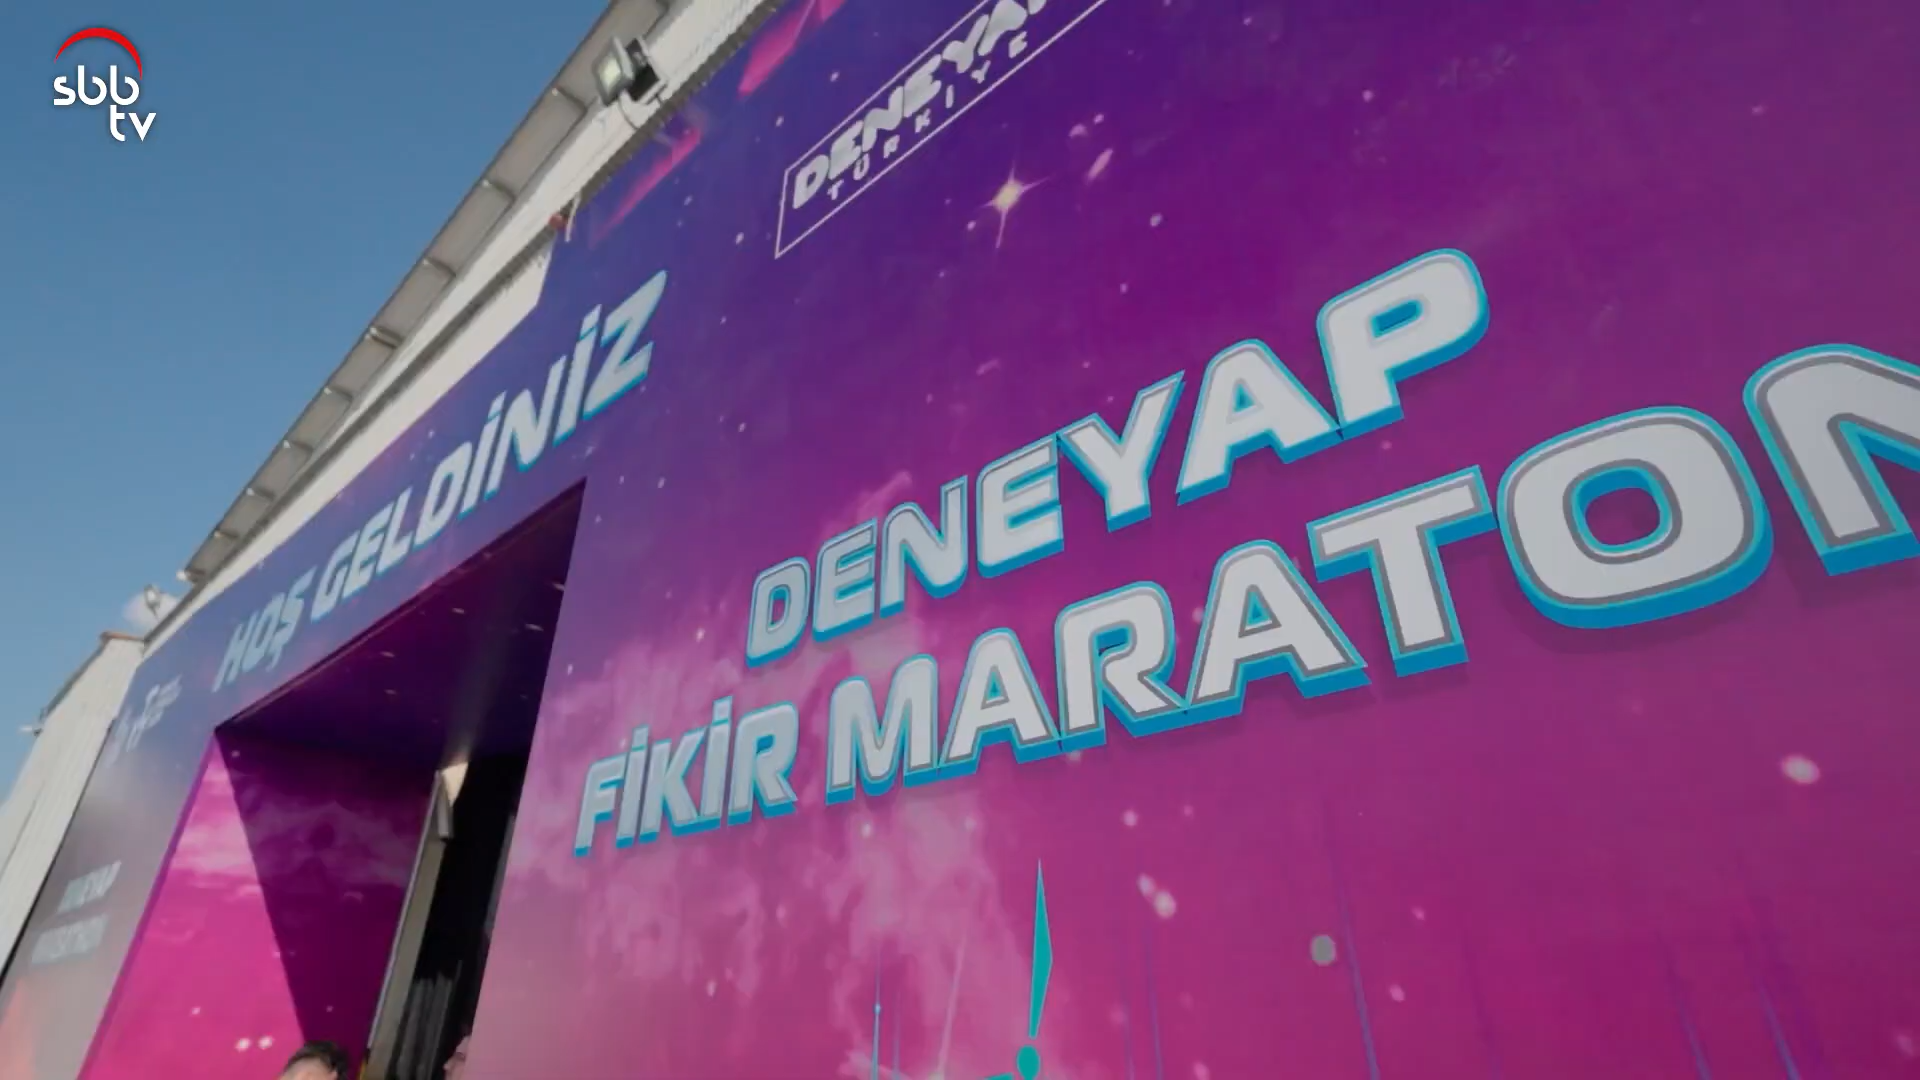 sbb
tv
DENEYAP
TÜRKİYE
HOŞ GELDİNİZ
DENEYAP
FİKİR MARATON